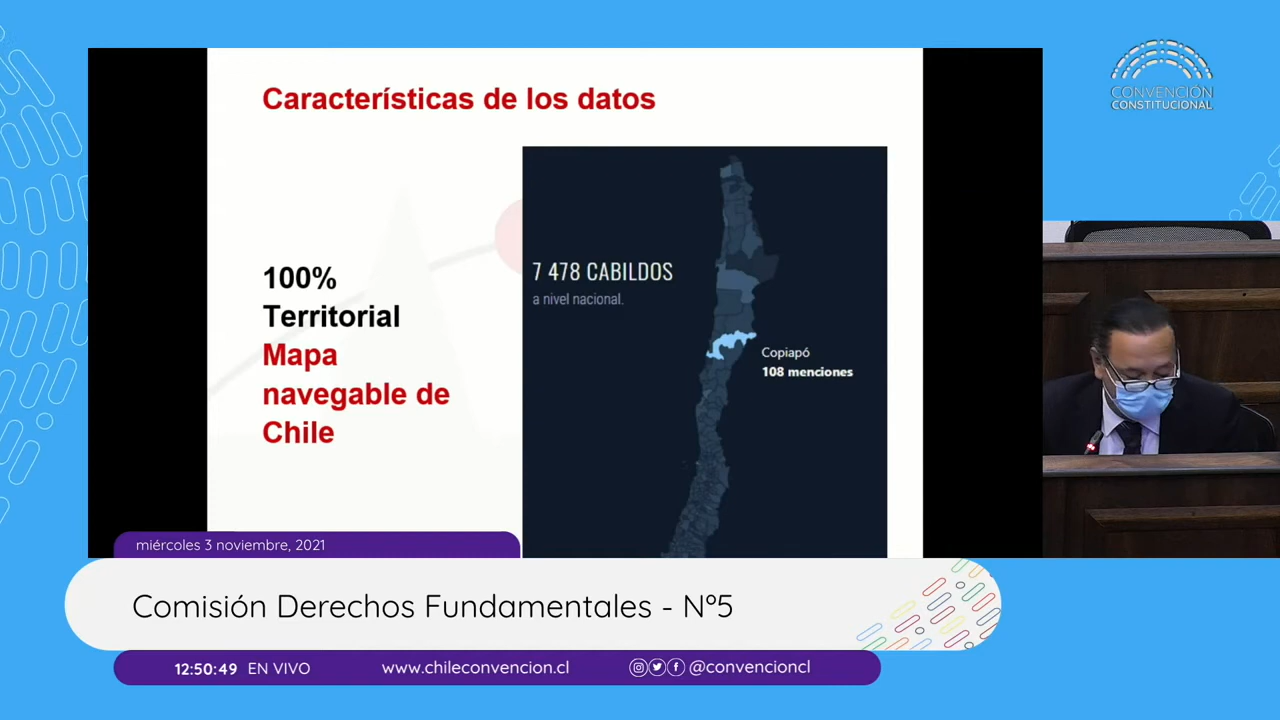 CONVENCIÓN
CONSTITUCIONAL
Características de los datos
7 478 CABILDOS
a nivel nacional.
100%
Territorial
Mapa
navegable de
Chile
Copiapó
108 menciones
miércoles 3 noviembre, 2021
Comisión Derechos Fundamentales - Nº5
12:50:49 EN VIVO www.chileconvencion.cl @convencioncl